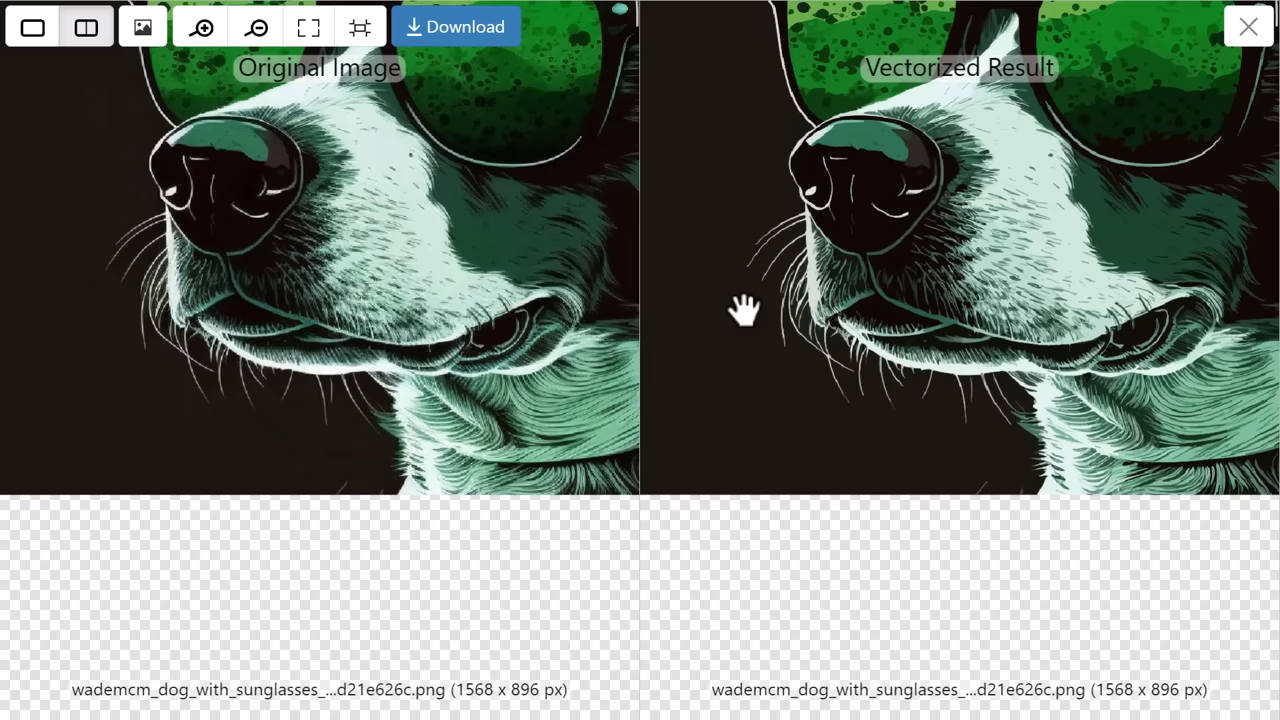 Download
Original Image
Vectorized Result
wademcm_dog_with_sunglasses_...d21e626c.png (1568 x 896 px)
wademcm_dog_with_sunglasses_...d21e626c.png (1568 x 896 px)